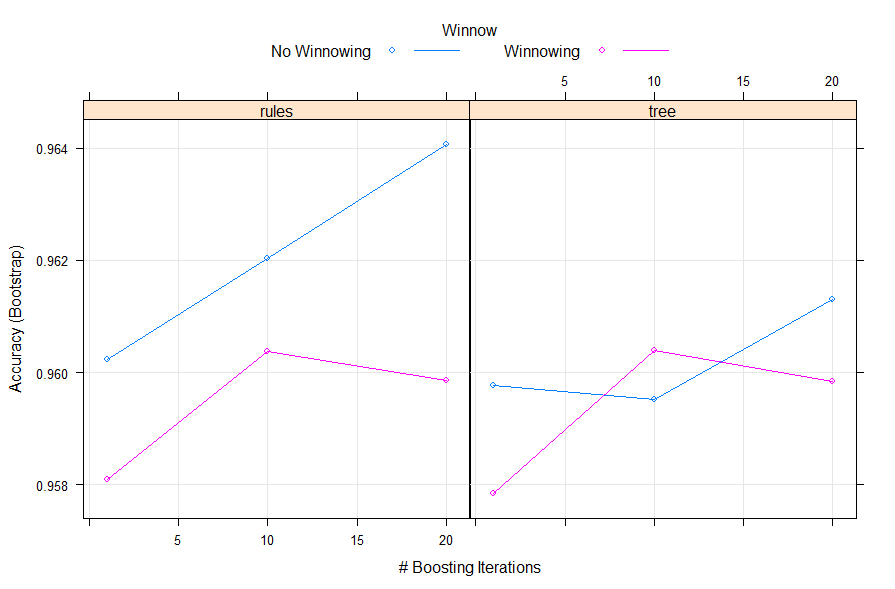 Winnow
No Winnowing Winnowing
5 10 15 20
rules tree
0.964
0.962
0.960
0.958
Accuracy (Bootstrap)
5 10 15 20
# Boosting Iterations